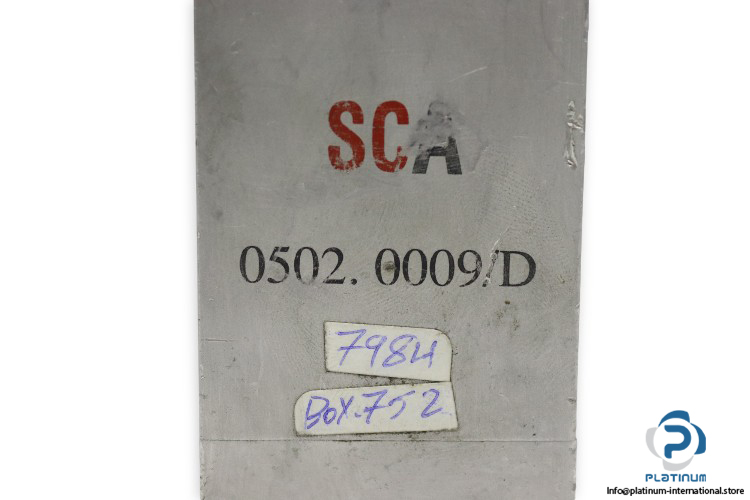 SCA
0502. 0009/D
7984
BOX.752
PLATINUM
Info@platinum-international.store